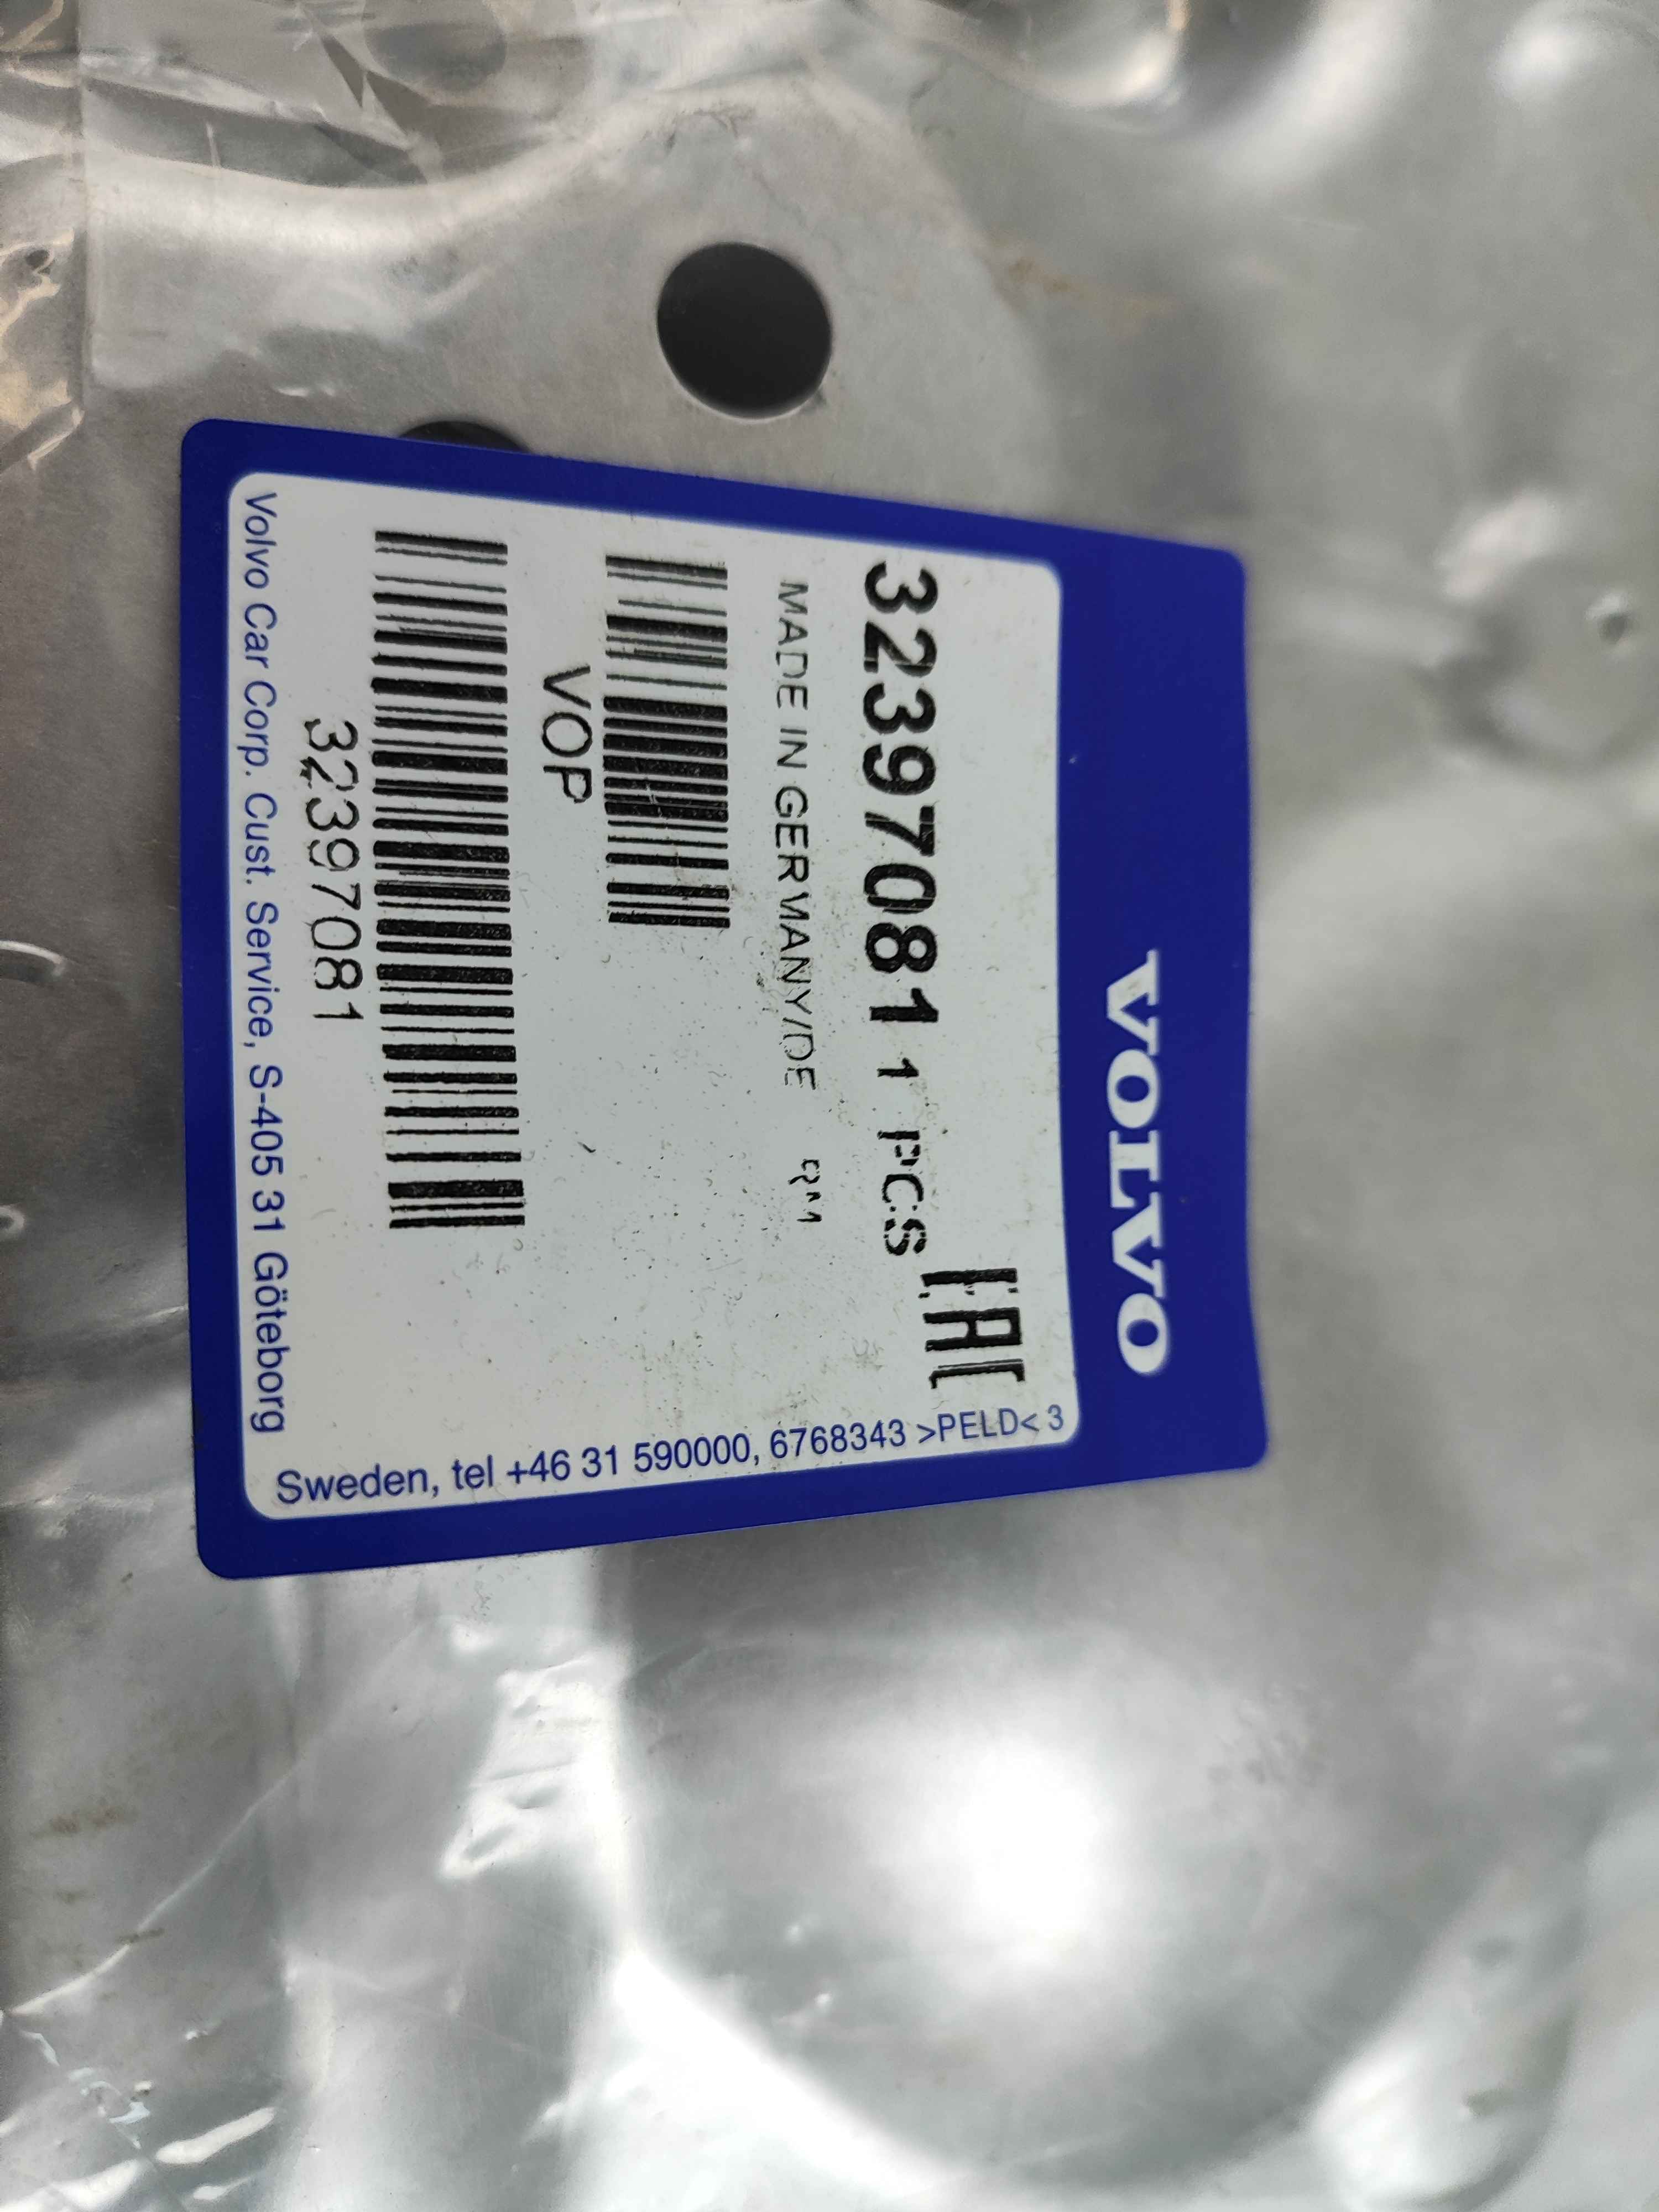 VOLVO
EAC
32397081 1 PCS
MADE IN GERMANY/DE
VOP
32397081
Volvo Car Corp. Cust. Service, S-405 31 Göteborg
Sweden, tel +46 31 590000, 6768343 >PELD< 3